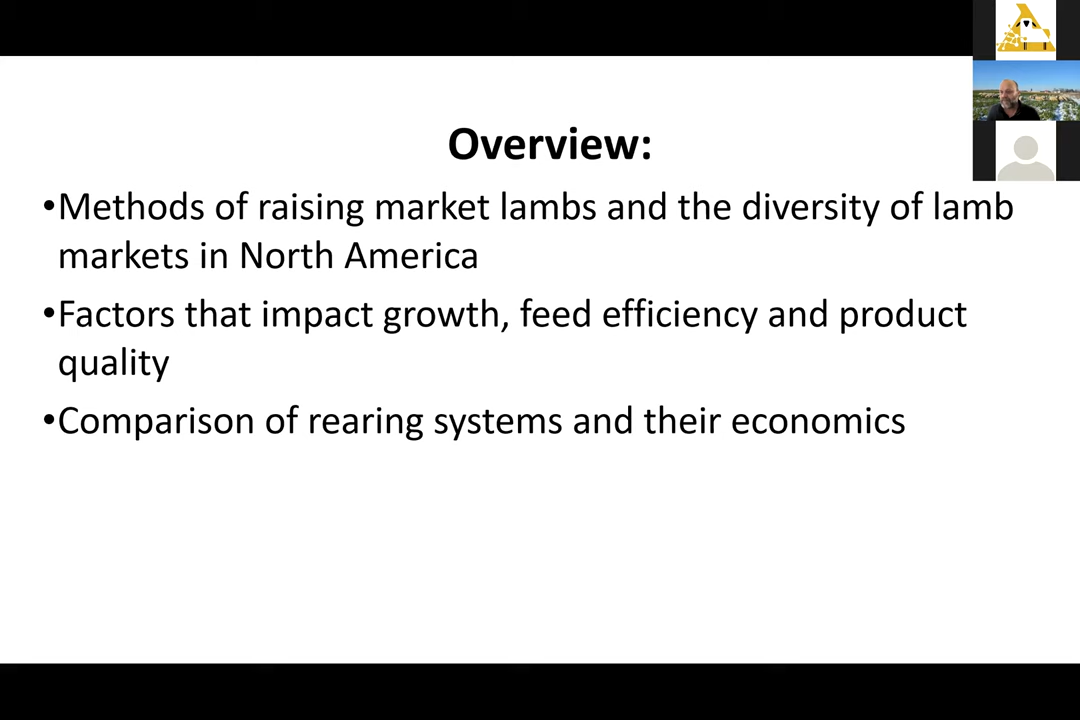 Overview:
•Methods of raising market lambs and the diversity of lamb
markets in North America
•Factors that impact growth, feed efficiency and product
quality
•Comparison of rearing systems and their economics